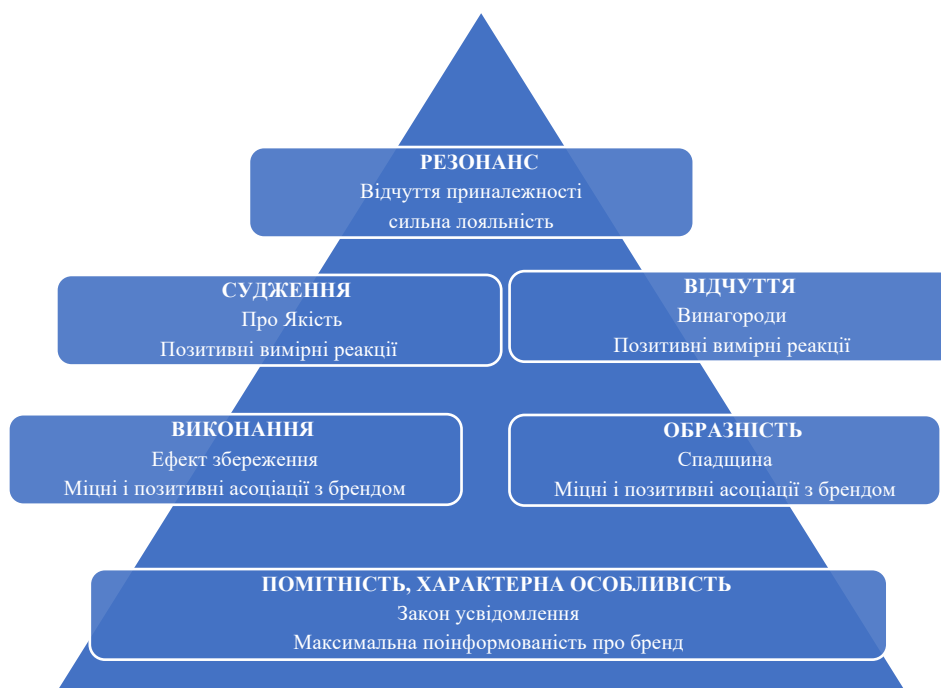 РЕЗОНАНС
Відчуття приналежності
сильна лояльність
СУДЖЕННЯ
Про Якість
Позитивні вимірні реакції
ВІДЧУТТЯ
Винагороди
Позитивні вимірні реакції
ВИКОНАННЯ
Ефект збереження
Міцні і позитивні асоціації з брендом
ОБРАЗНІСТЬ
Спадщина
Міцні і позитивні асоціації з брендом
ПОМІТНІСТЬ, ХАРАКТЕРНА ОСОБЛИВІСТЬ
Закон усвідомлення
Максимальна поінформованість про бренд